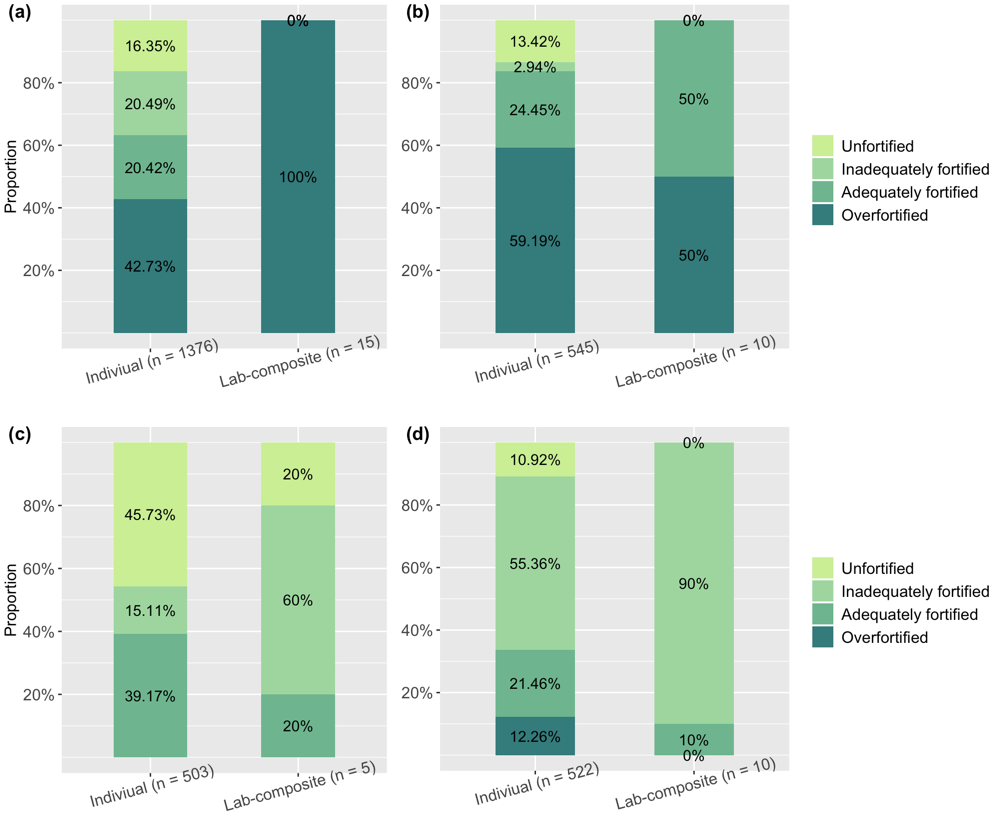 (a)
Proportion
80%
60%
40%
20%
16.35%
20.49%
20.42%
42.73%
0%
100%
Indiviual (n = 1376)
Lab-composite (n = 15)
(b)
80%
60%
40%
20%
13.42%
2.94%
24.45%
59.19%
0%
50%
50%
Indiviual (n = 545)
Lab-composite (n = 10)
Unfortified
Inadequately fortified
Adequately fortified
Overfortified
(c)
Proportion
80%
60%
40%
20%
45.73%
15.11%
39.17%
20%
60%
20%
Indiviual (n = 503)
Lab-composite (n = 5)
(d)
80%
60%
40%
20%
10.92%
55.36%
21.46%
12.26%
0%
90%
10%
0%
Indiviual (n = 522)
Lab-composite (n = 10)
Unfortified
Inadequately fortified
Adequately fortified
Overfortified